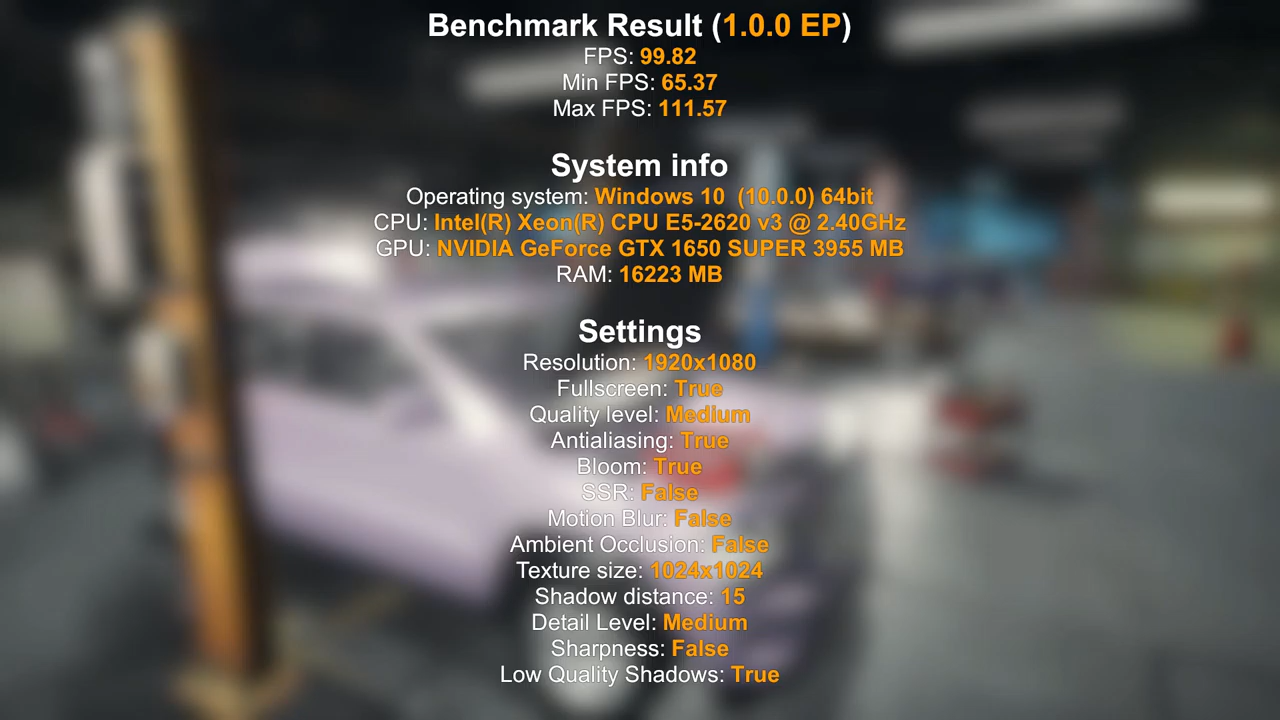 Benchmark Result (1.0.0 EP)
FPS: 99.82
Min FPS: 65.37
Max FPS: 111.57
System info
Operating system: Windows 10  (10.0.0) 64bit
CPU: Intel(R) Xeon(R) CPU E5-2620 v3 @ 2.40GHz
GPU: NVIDIA GeForce GTX 1650 SUPER 3955 MB
RAM: 16223 MB
Settings
Resolution: 1920x1080
Fullscreen: True
Quality level: Medium
Antialiasing: True
Bloom: True
SSR: False
Motion Blur: False
Ambient Occlusion: False
Texture size: 1024x1024
Shadow distance: 15
Detail Level: Medium
Sharpness: False
Low Quality Shadows: True